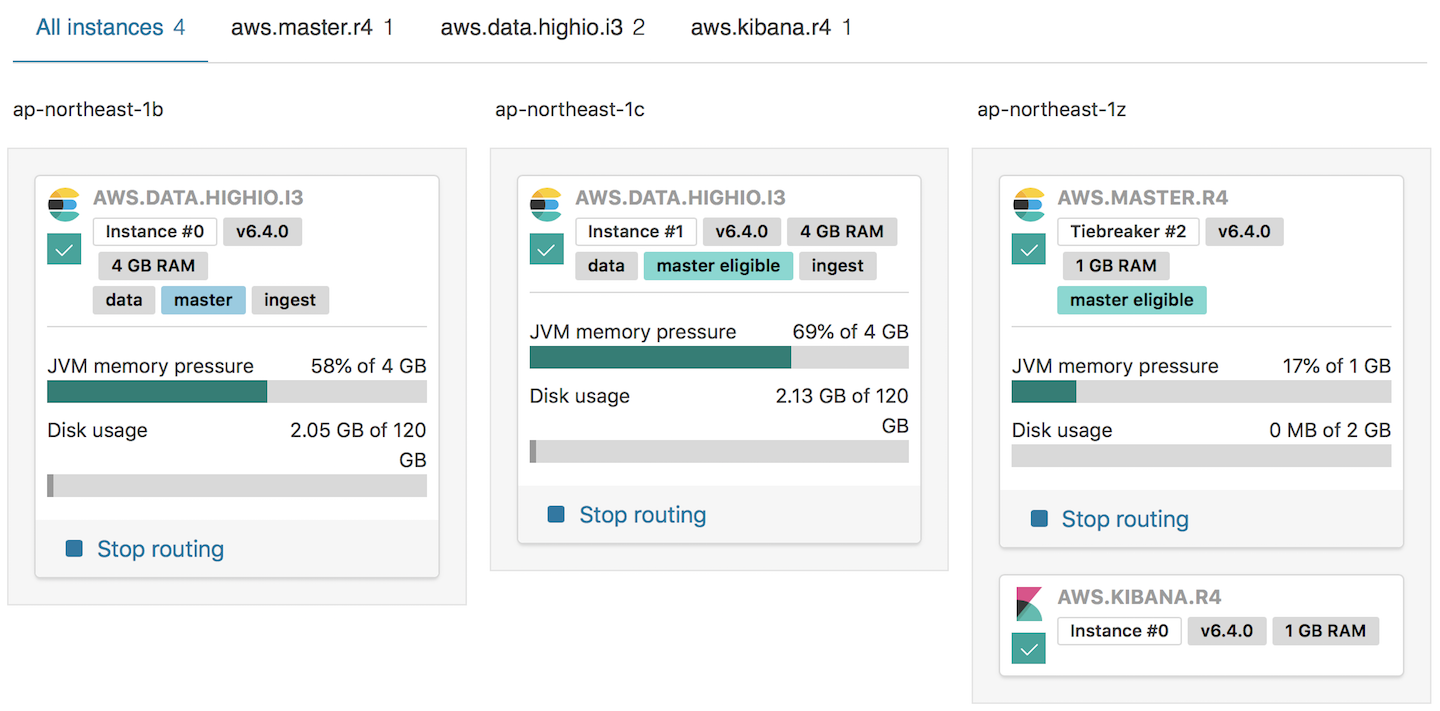 All instances 4 aws.master.r4 1 aws.data.highio.i3 2 aws.kibana.r4 1
ap-northeast-1b
AWS.DATA.HIGHIO.I3
Instance #0 v6.4.0
4 GB RAM
data master ingest
JVM memory pressure 58% of 4 GB
Disk usage 2.05 GB of 120
GB
Stop routing
ap-northeast-1c
AWS.DATA.HIGHIO.I3
Instance #1 v6.4.0 4 GB RAM
data master eligible ingest
JVM memory pressure 69% of 4 GB
Disk usage 2.13 GB of 120
GB
Stop routing
ap-northeast-1z
AWS.MASTER.R4
Tiebreaker #2 v6.4.0
1 GB RAM
master eligible
JVM memory pressure 17% of 1 GB
Disk usage 0 MB of 2 GB
Stop routing
AWS.KIBANA.R4
Instance #0 v6.4.0 1 GB RAM